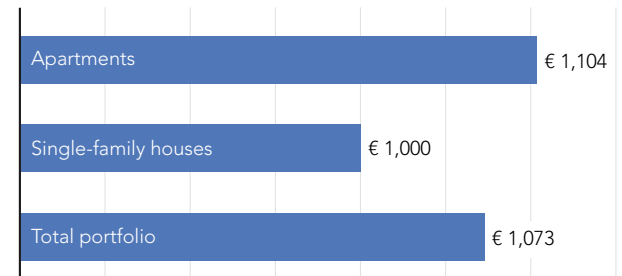 Apartments € 1,104
Single-family houses € 1,000
Total portfolio € 1,073